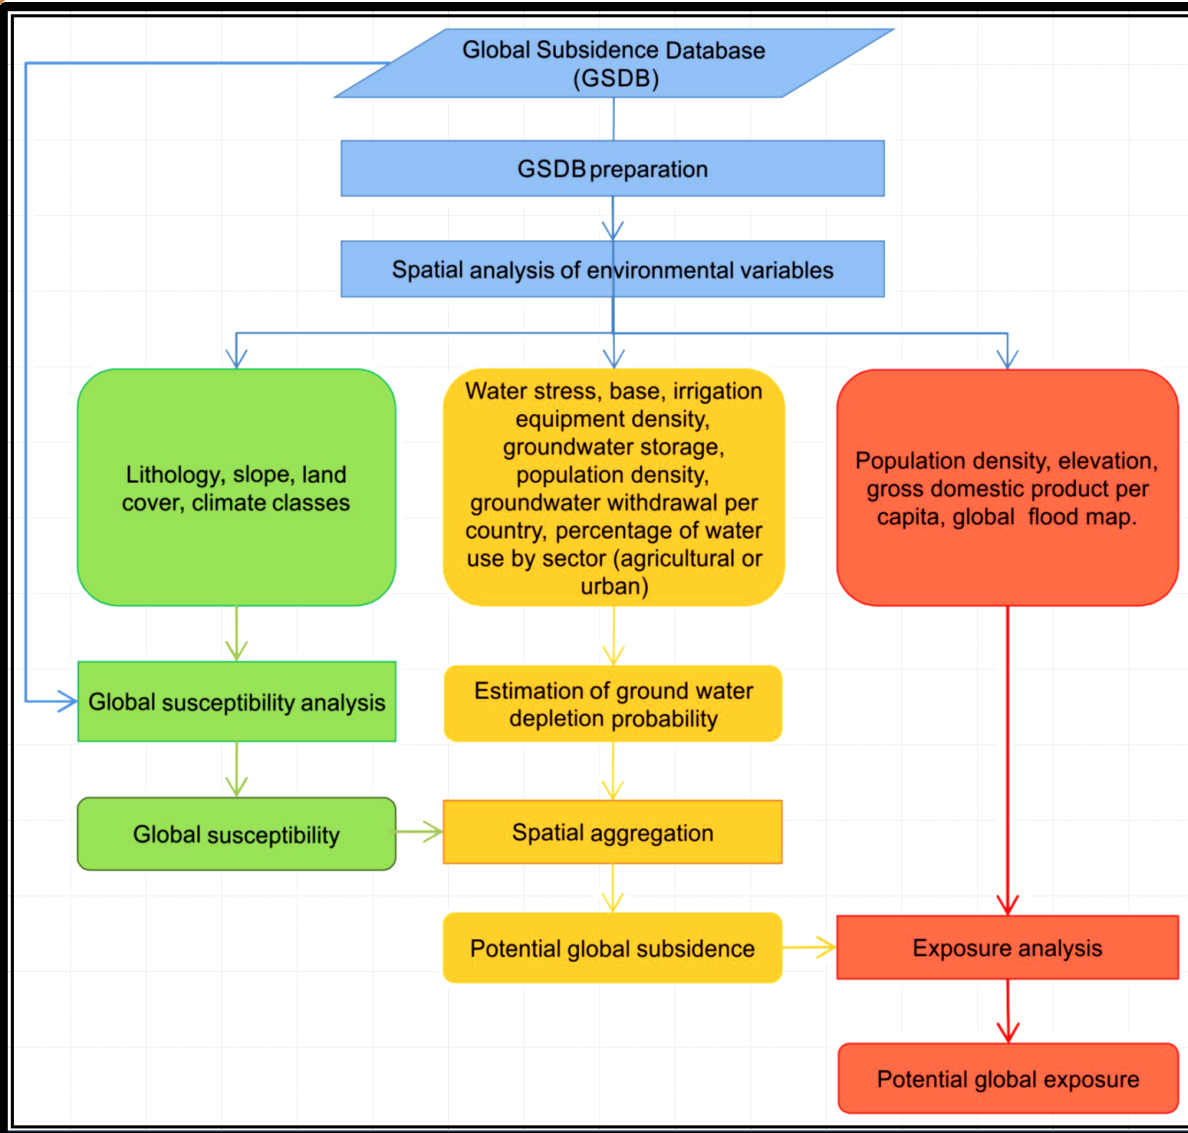 Global Subsidence Database
(GSDB)
GSDB preparation
Spatial analysis of environmental variables
Lithology, slope, land
cover, climate classes
Water stress, base, irrigation
equipment density,
groundwater storage,
population density,
groundwater withdrawal per
country, percentage of water
use by sector (agricultural or
urban)
Population density, elevation,
gross domestic product per
capita, global flood map.
Global susceptibility analysis
Estimation of ground water
depletion probability
Global susceptibility
Spatial aggregation
Potential global subsidence
Exposure analysis
Potential global exposure